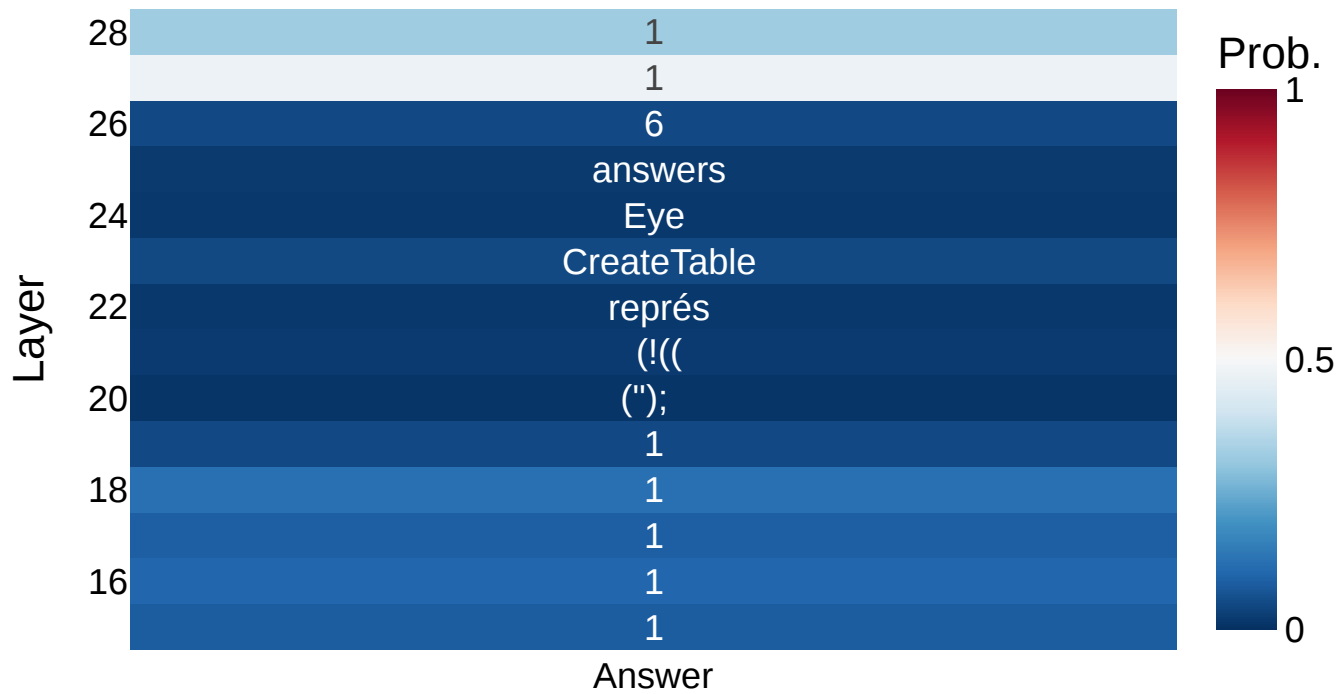 28 1
1
26 6
answers
24 Eye
CreateTable
22 représ
(!((
20 (");
1
18 1
1
16 1
1
Layer
Answer
Prob.
1
0.5
0